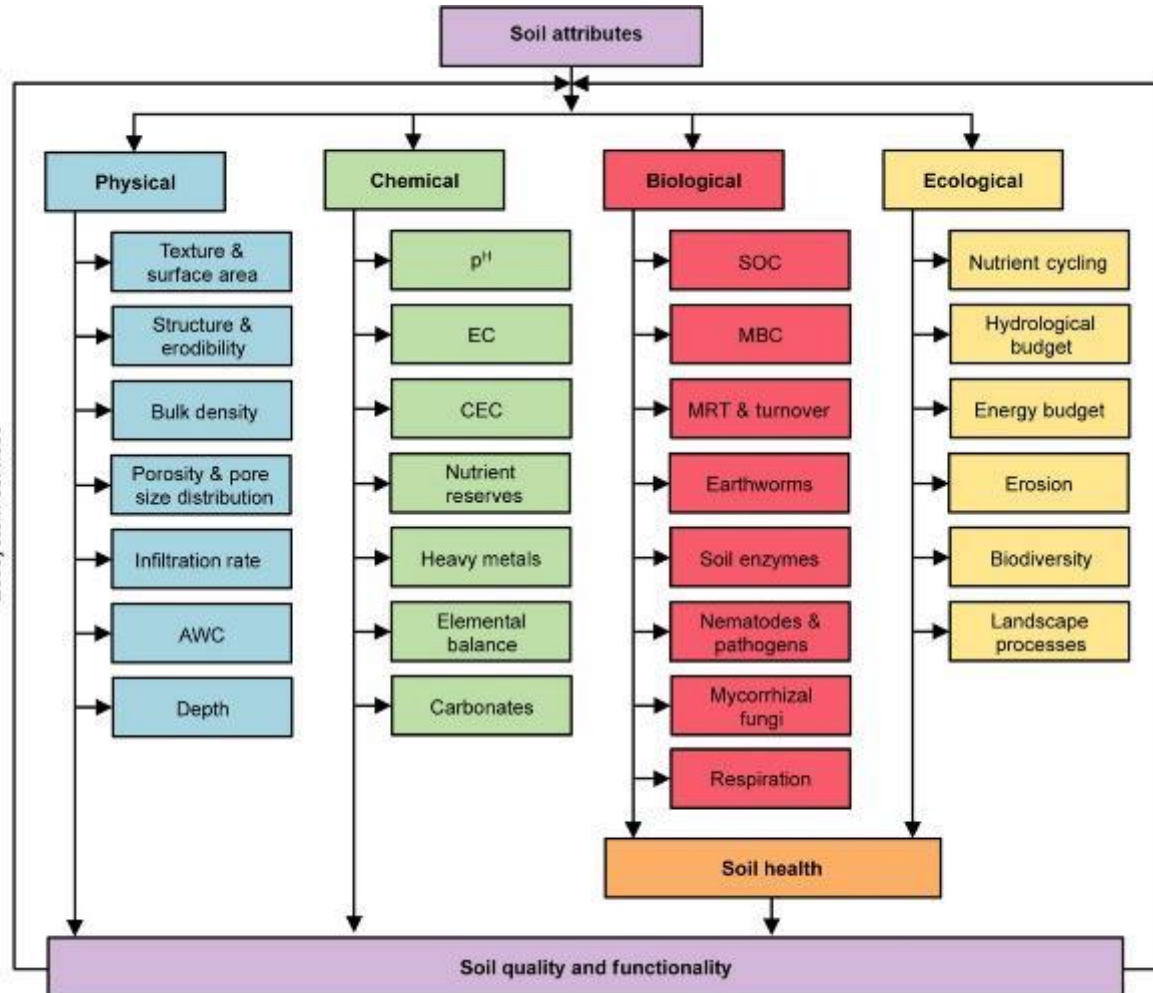 Soil attributes
Physical
Chemical
Biological
Ecological
Texture &
surface area
Structure &
erodibility
Bulk density
Porosity & pore
size distribution
Infiltration rate
AWC
Depth
pᴴ
EC
CEC
Nutrient
reserves
Heavy metals
Elemental
balance
Carbonates
SOC
MBC
MRT & turnover
Earthworms
Soil enzymes
Nematodes &
pathogens
Mycorrhizal
fungi
Respiration
Nutrient cycling
Hydrological
budget
Energy budget
Erosion
Biodiversity
Landscape
processes
Soil health
Soil quality and functionality